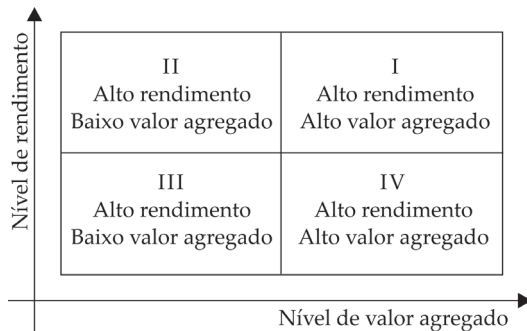 Nível de rendimento
II
Alto rendimento
Baixo valor agregado
I
Alto rendimento
Alto valor agregado
III
Alto rendimento
Baixo valor agregado
IV
Alto rendimento
Alto valor agregado
Nível de valor agregado